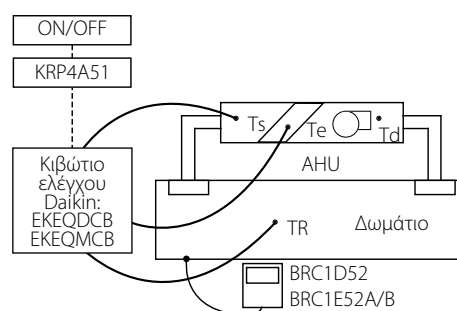 ON/OFF
KRP4A51
Ts
Te
Td
AHU
Κιβώτιο
ελέγχου
Daikin:
EKEQDCB
EKEQMCB
TR
Δωμάτιο
BRC1D52
BRC1E52A/B